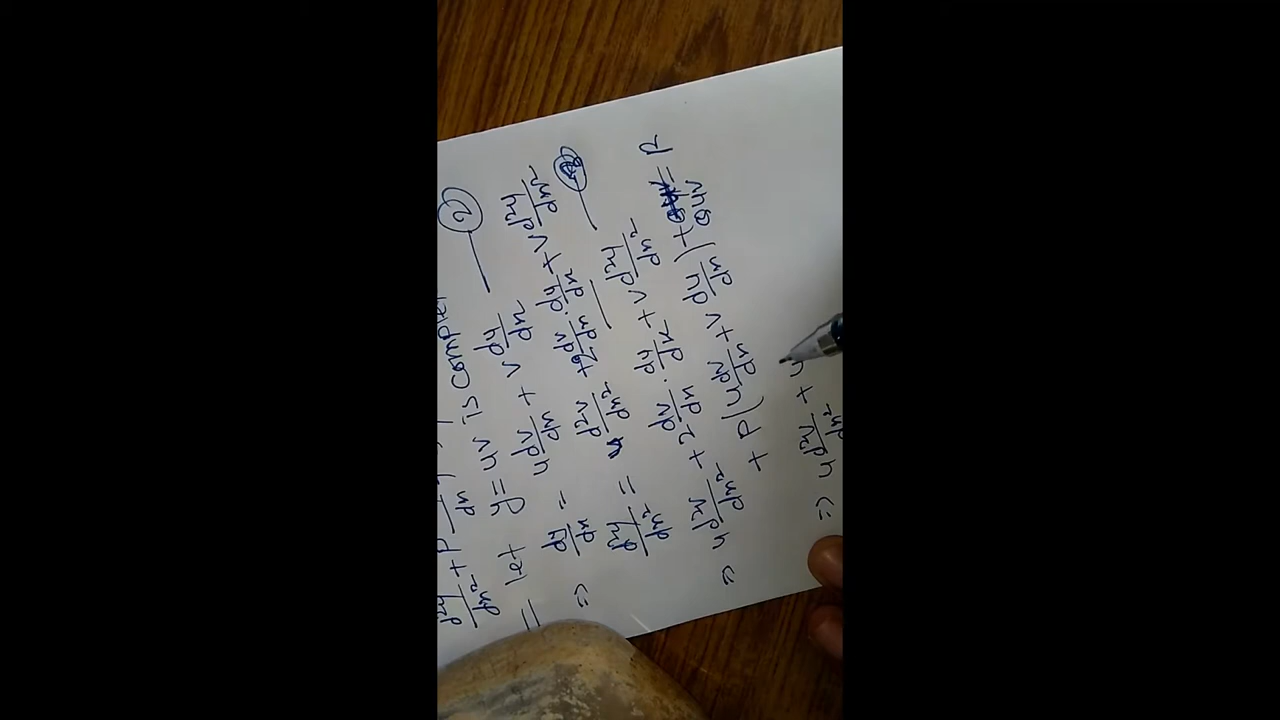 d²y/dx² + P dy/dx
let y = uv is complete — (2)
⇒ dy/dx = u dv/dx + v du/dx
d²y/dx² = u d²v/dx² + 2 dv/dx · du/dx + v d²u/dx²
⇒ u d²v/dx² + 2 dv/dx · du/dx + v d²u/dx²
+ P(u dv/dx + v du/dx) + Quv = R
⇒ u d²v/dx² + u